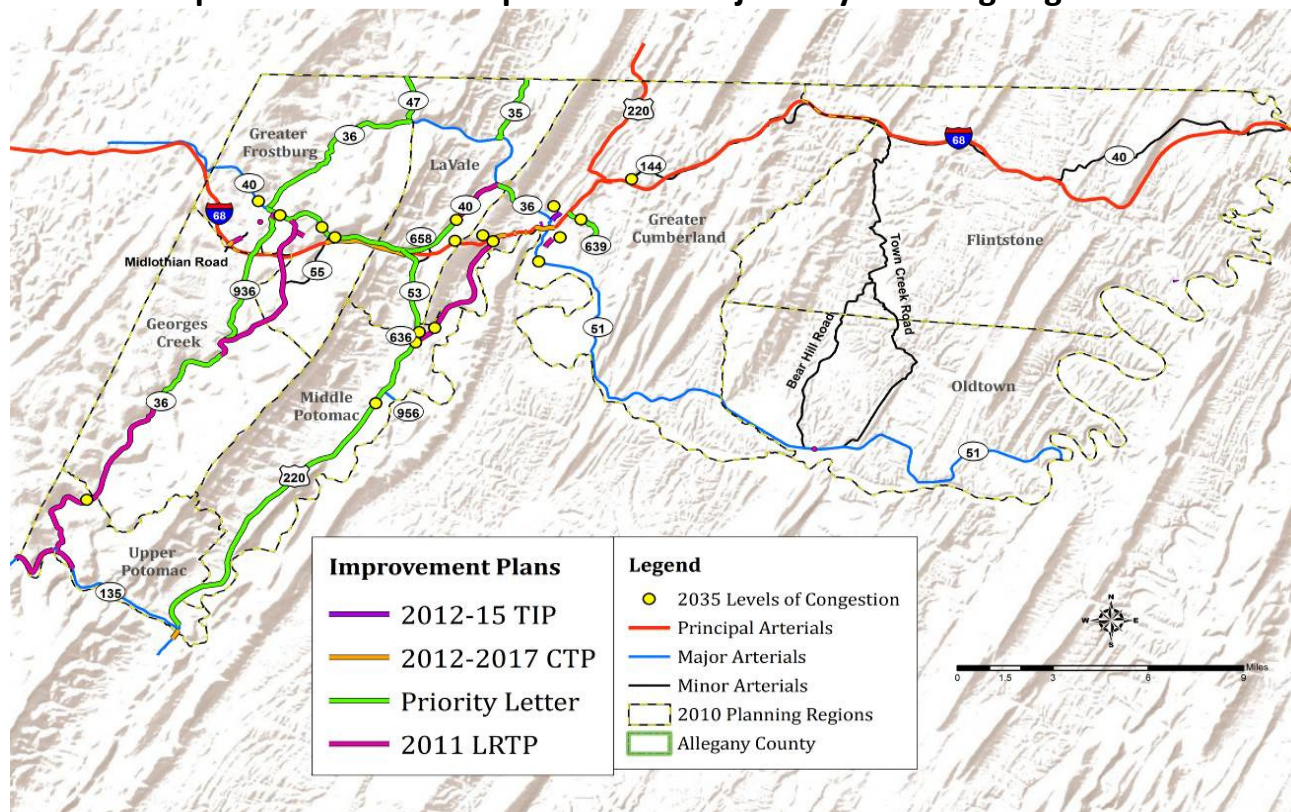 47
35
220
36
Greater
Frostburg
68
144
LaVale
40
40
40
36
68
658
Greater
Cumberland
639
Flintstone
Midlothian Road
55
Town Creek Road
936
53
Georges
Creek
636
51
Bear Hill Road
Oldtown
36
Middle
Potomac
956
51
220
Upper
Potomac
135
Improvement Plans
2012-15 TIP
2012-2017 CTP
Priority Letter
2011 LRTP
Legend
2035 Levels of Congestion
Principal Arterials
Major Arterials
Minor Arterials
2010 Planning Regions
Allegany County
N
W E
S
Miles
0 1.5 3 6 9